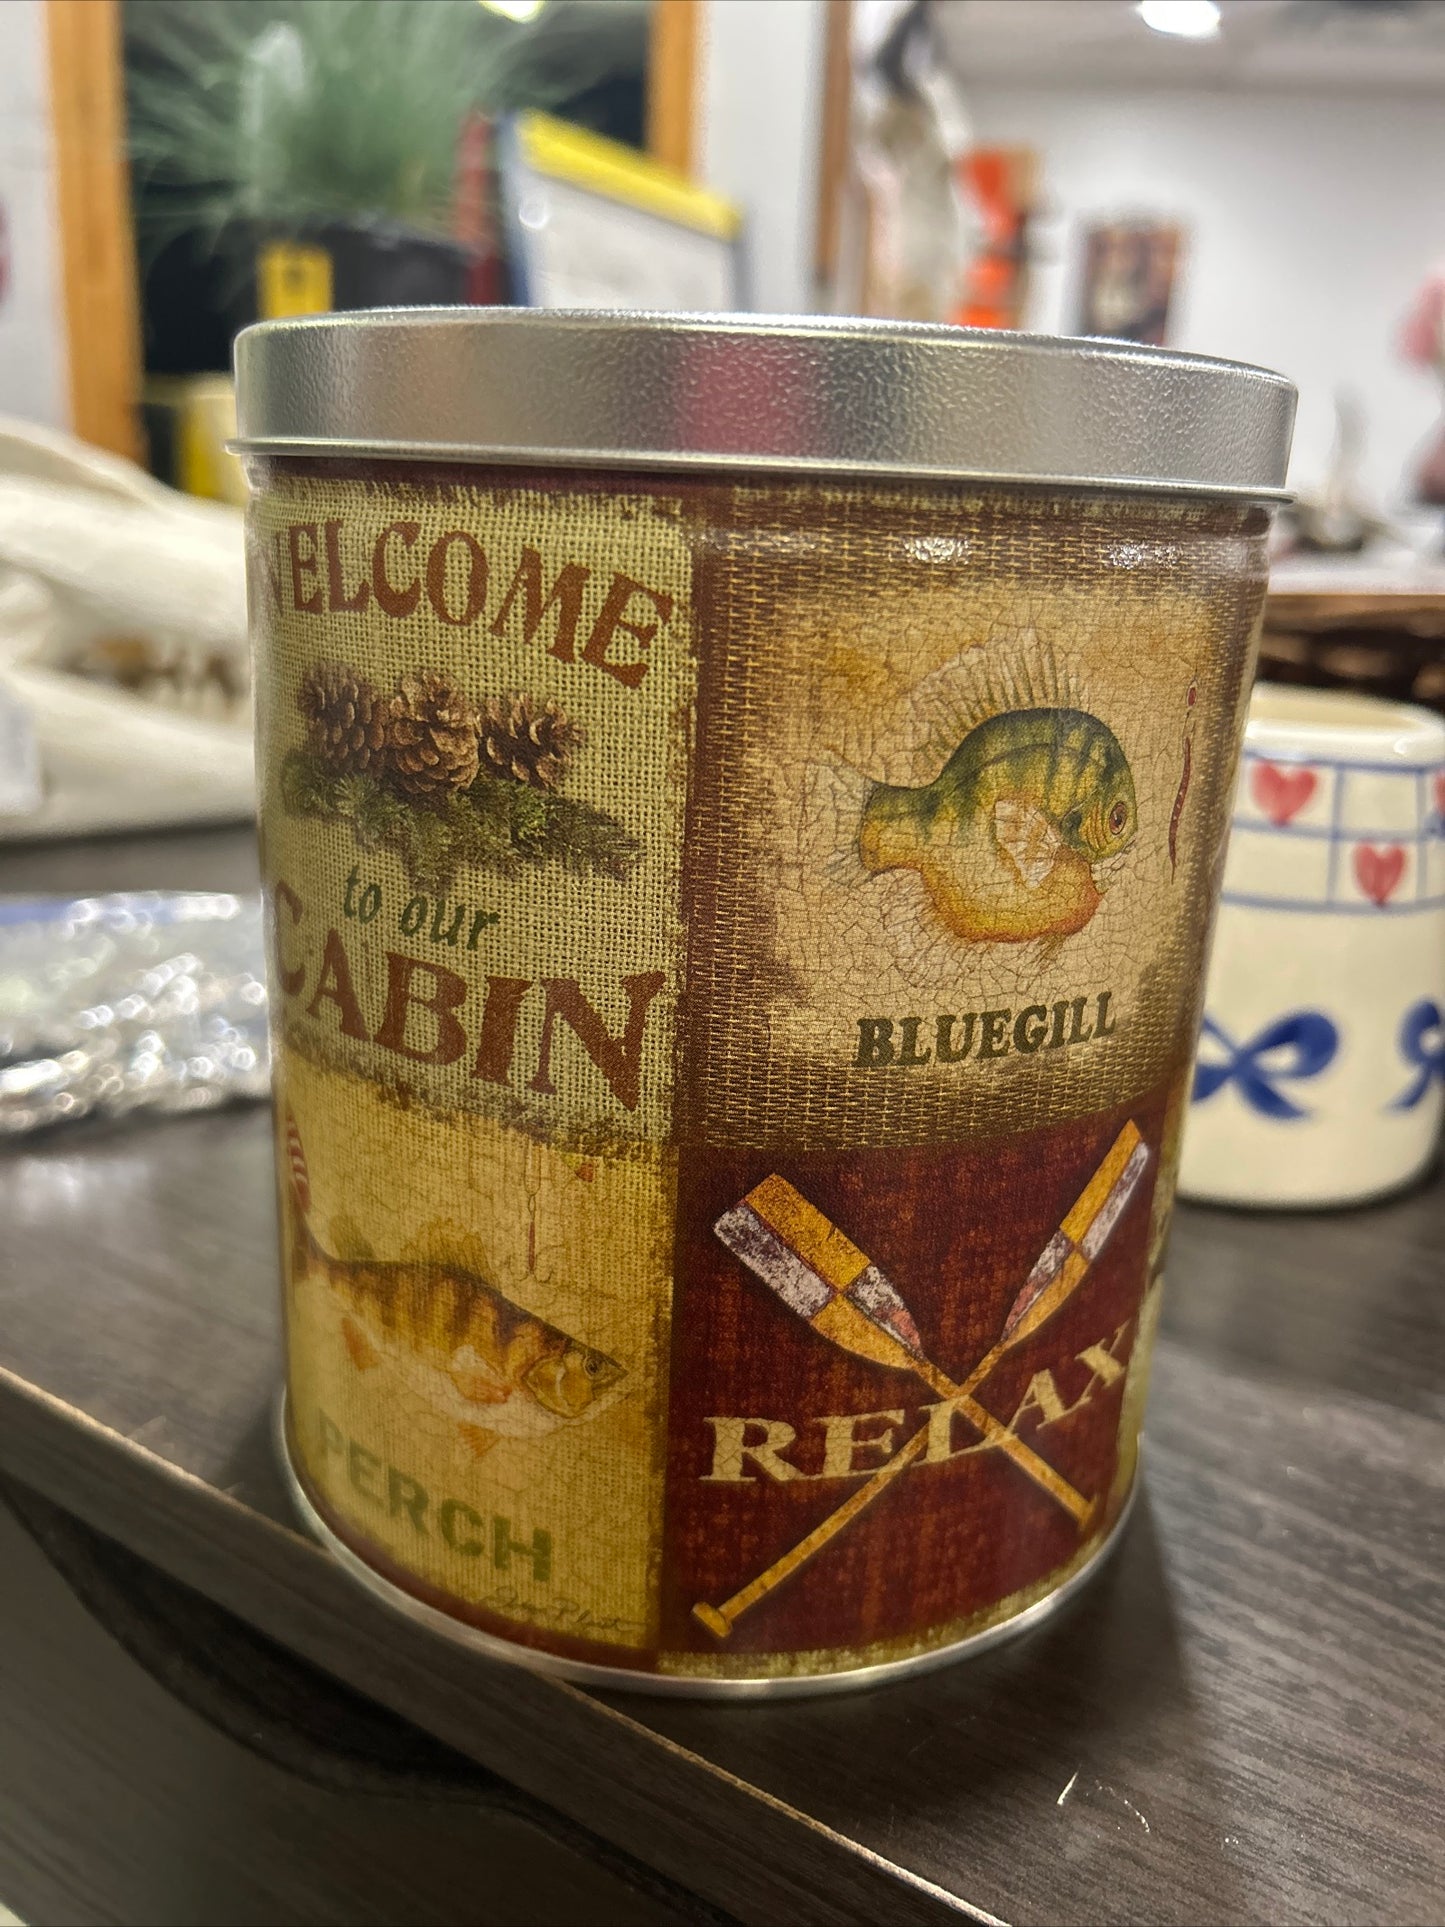 WELCOME
to our
CABIN
BLUEGILL
PERCH
RELAX